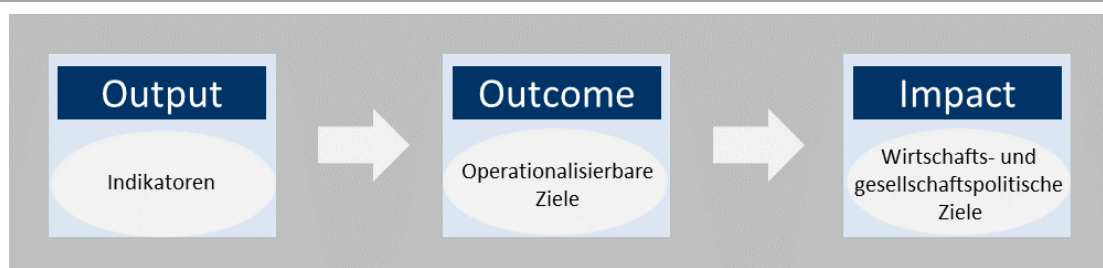 Output
Indikatoren
Outcome
Operationalisierbare
Ziele
Impact
Wirtschafts- und
gesellschaftspolitische
Ziele